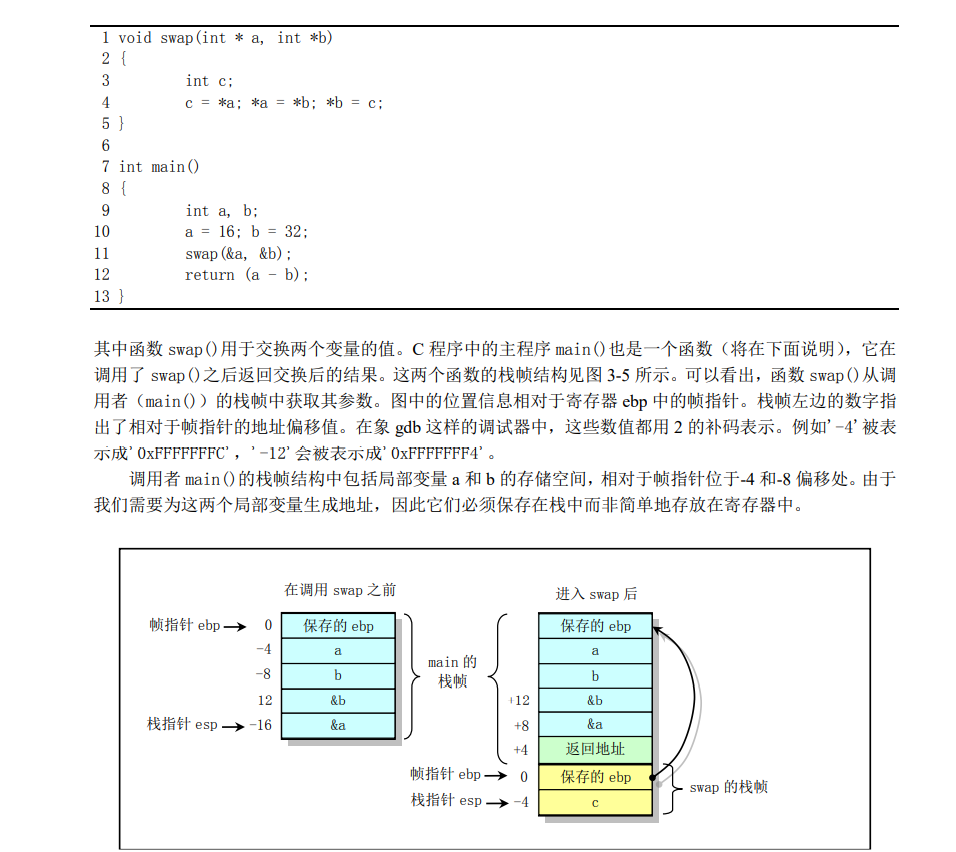 1 void swap(int * a, int *b)
2 {
3 int c;
4 c = *a; *a = *b; *b = c;
5 }
6
7 int main()
8 {
9 int a, b;
10 a = 16; b = 32;
11 swap(&a, &b);
12 return (a - b);
13 }
其中函数 swap()用于交换两个变量的值。C 程序中的主程序 main()也是一个函数（将在下面说明），它在
调用了 swap()之后返回交换后的结果。这两个函数的栈帧结构见图 3-5 所示。可以看出，函数 swap()从调
用者（main()）的栈帧中获取其参数。图中的位置信息相对于寄存器 ebp 中的帧指针。栈帧左边的数字指
出了相对于帧指针的地址偏移值。在象 gdb 这样的调试器中，这些数值都用 2 的补码表示。例如'-4'被表
示成'0xFFFFFFFC'，'-12'会被表示成'0xFFFFFFF4'。
调用者 main()的栈帧结构中包括局部变量 a 和 b 的存储空间，相对于帧指针位于-4 和-8 偏移处。由于
我们需要为这两个局部变量生成地址，因此它们必须保存在栈中而非简单地存放在寄存器中。
在调用 swap 之前
帧指针 ebp 0 保存的 ebp
-4 a
-8 b
12 &b
栈指针 esp -16 &a
main 的
栈帧
进入 swap 后
保存的 ebp
a
b
+12 &b
+8 &a
+4 返回地址
帧指针 ebp 0 保存的 ebp
栈指针 esp -4 c
swap 的栈帧